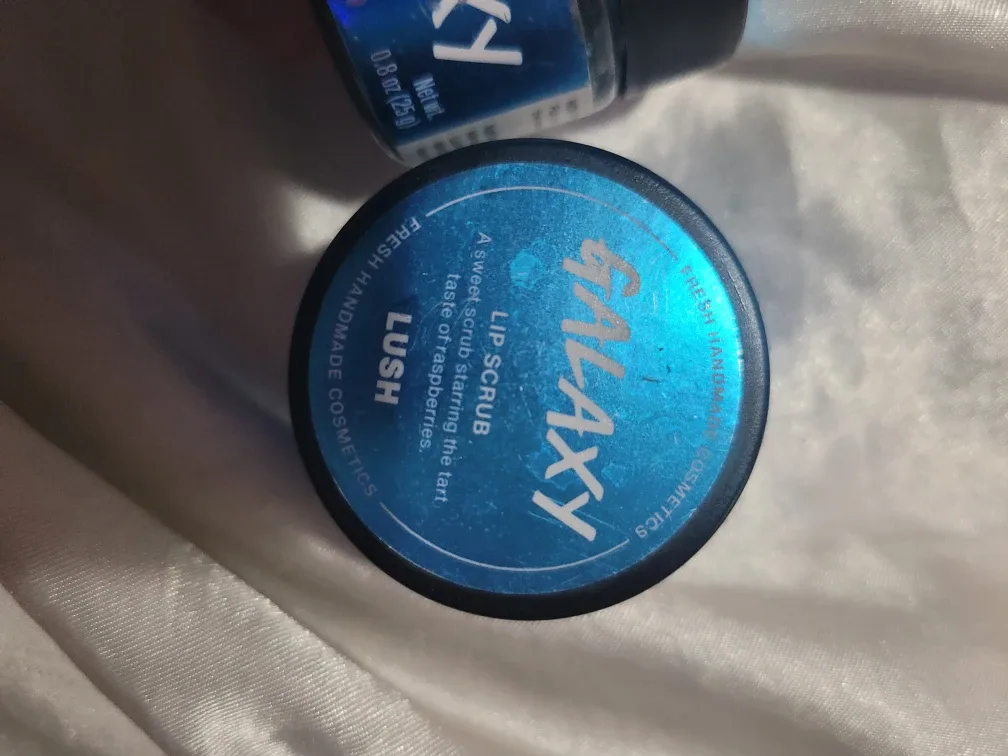 XY
Net wt.
0.8 oz (25 g)
FRESH HANDMADE COSMETICS
GALAXY
LIP SCRUB
A sweet scrub starring the tart
taste of raspberries.
LUSH
FRESH HANDMADE COSMETICS